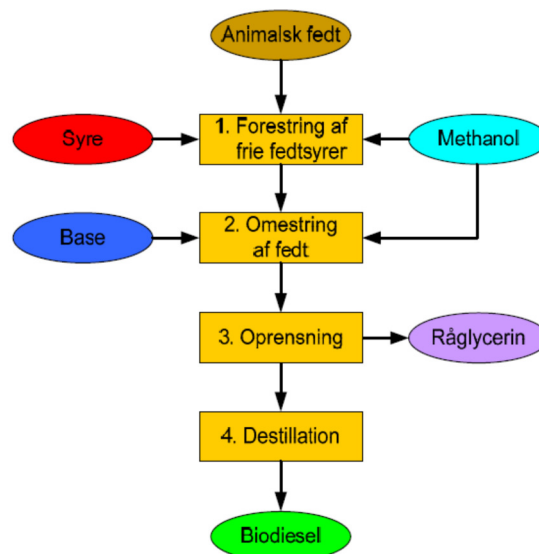 Animalsk fedt
1. Forestring af
frie fedtsyrer
Syre
Methanol
2. Omestring
af fedt
Base
3. Oprensning
Råglycerin
4. Destillation
Biodiesel